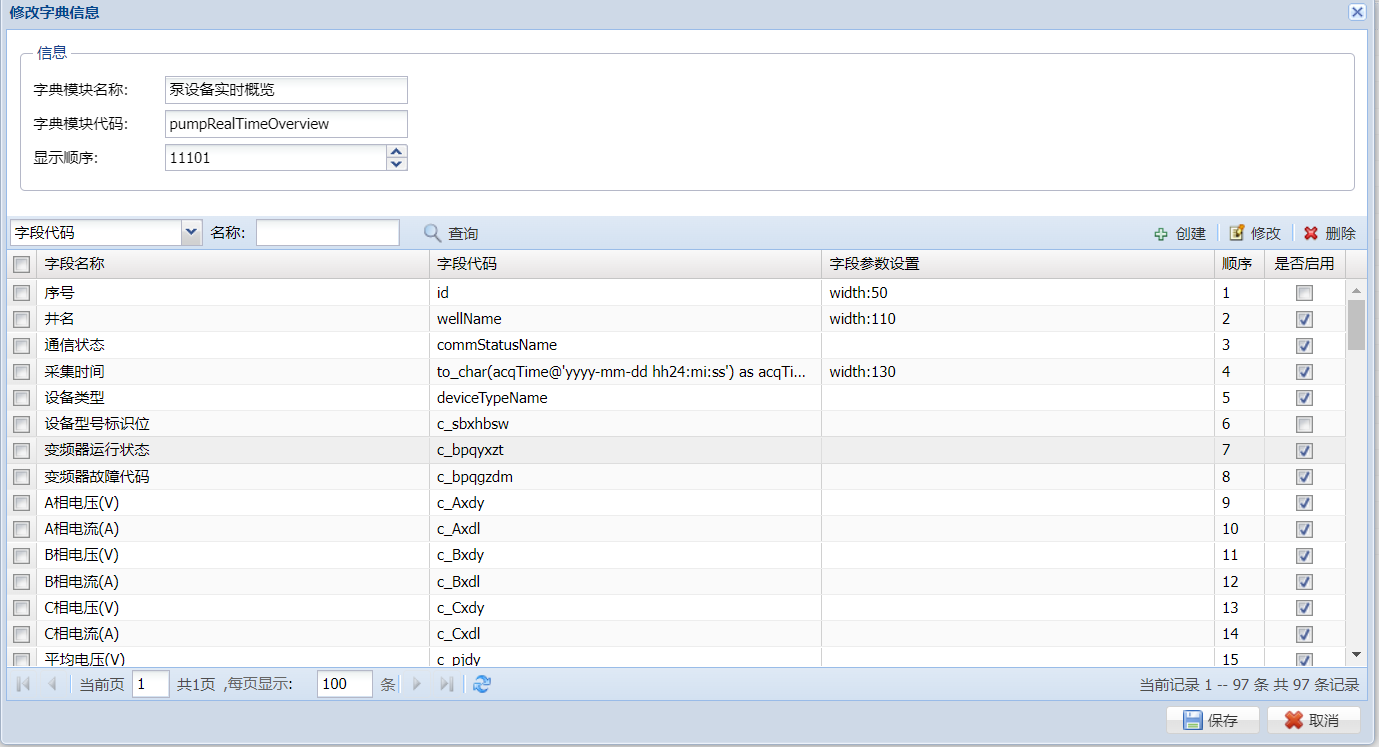 修改字典信息
信息
字典模块名称: 泵设备实时概览
字典模块代码: pumpRealTimeOverview
显示顺序: 11101
字段代码 名称: 查询 创建 修改 删除
字段名称 字段代码 字段参数设置 顺序 是否启用
序号 id width:50 1
井名 wellName width:110 2
通信状态 commStatusName 3
采集时间 to_char(acqTime@'yyyy-mm-dd hh24:mi:ss') as acqTi... width:130 4
设备类型 deviceTypeName 5
设备型号标识位 c_sbxhbsw 6
变频器运行状态 c_bpqyxzt 7
变频器故障代码 c_bpqgzdm 8
A相电压(V) c_Axdy 9
A相电流(A) c_Axdl 10
B相电压(V) c_Bxdy 11
B相电流(A) c_Bxdl 12
C相电压(V) c_Cxdy 13
C相电流(A) c_Cxdl 14
平均电压(V) c_pjdy 15
当前页 1 共1页 ,每页显示: 100 条 当前记录 1 -- 97 条 共 97 条记录
保存 取消